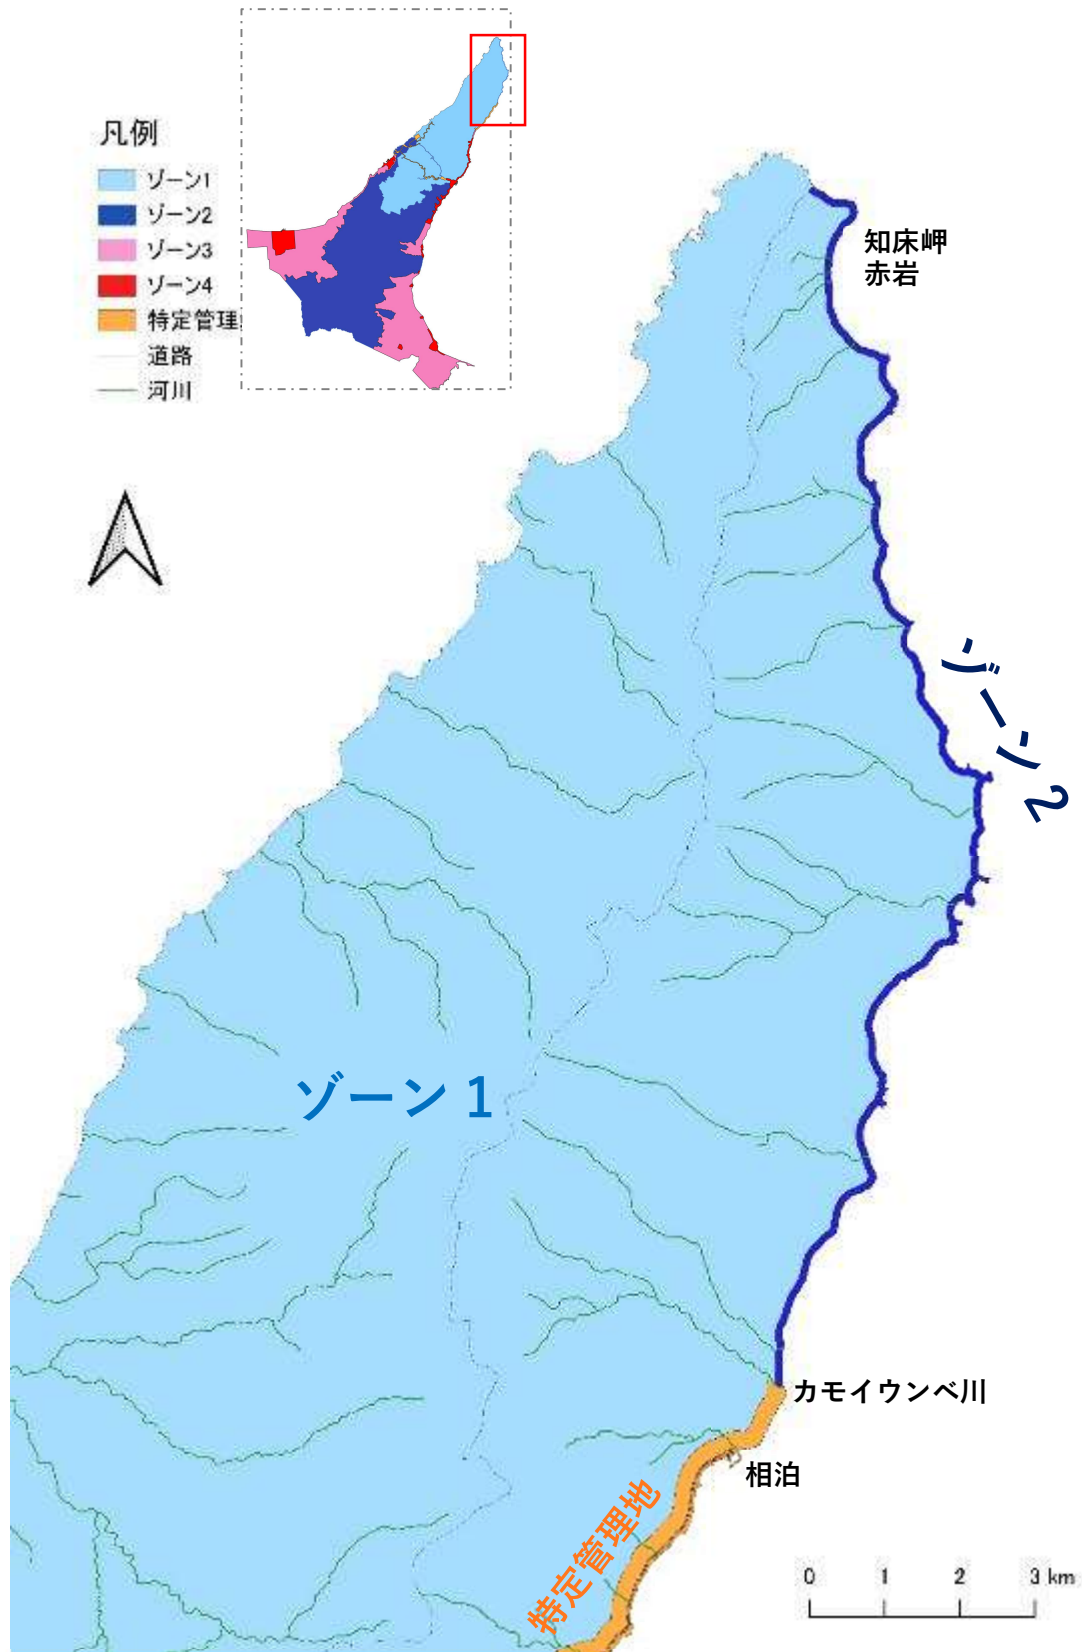 凡例
ゾーン1
ゾーン2
ゾーン3
ゾーン4
特定管理
道路
河川
知床岬
赤岩
ゾーン2
ゾーン1
カモイウンベ川
相泊
特定管理地
0 1 2 3 km